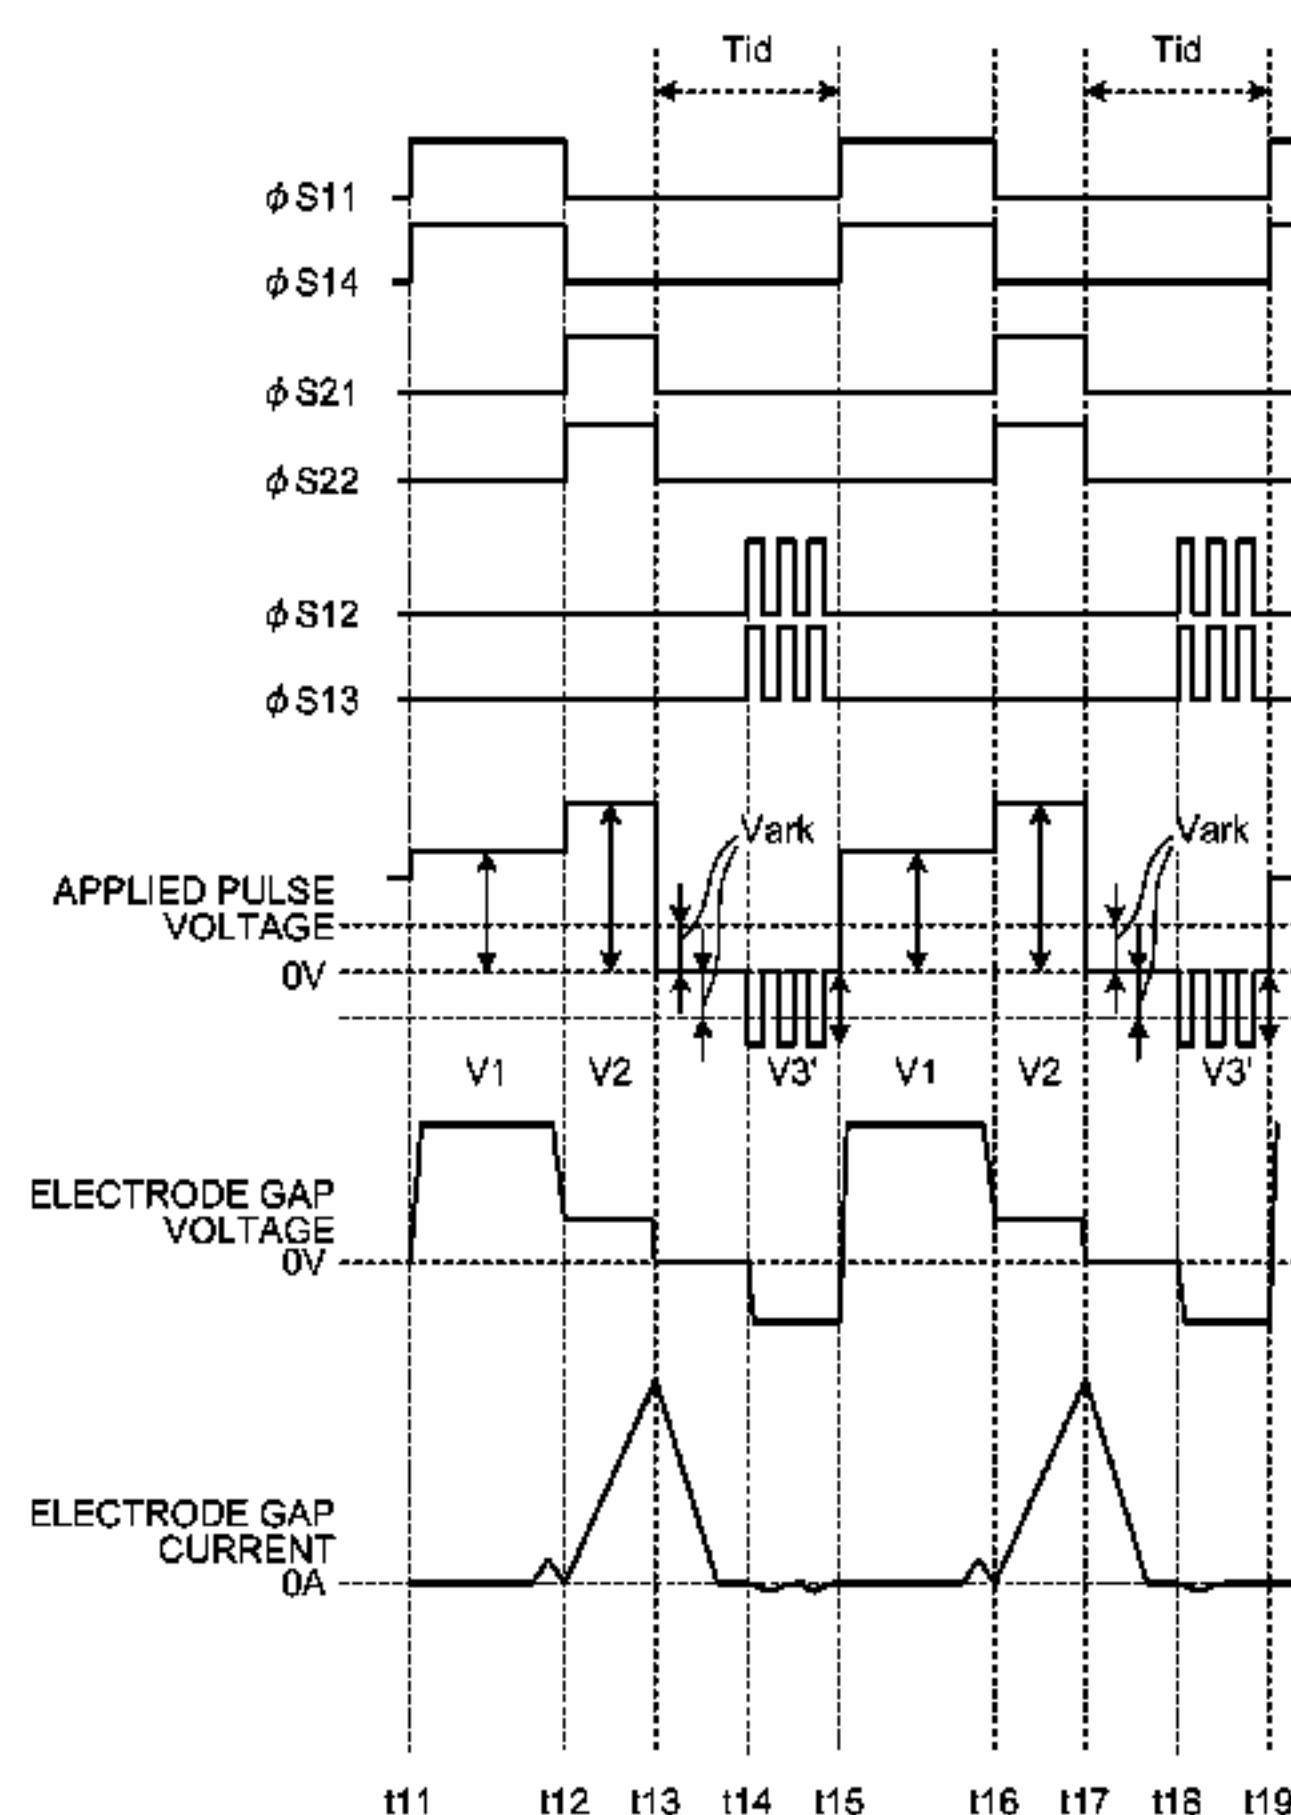 Tid Tid
ϕS11
ϕS14
ϕS21
ϕS22
ϕS12
ϕS13
Vark Vark
APPLIED PULSE
VOLTAGE
0V
V1 V2 V3' V1 V2 V3'
ELECTRODE GAP
VOLTAGE
0V
ELECTRODE GAP
CURRENT
0A
t11 t12 t13 t14 t15 t16 t17 t18 t19